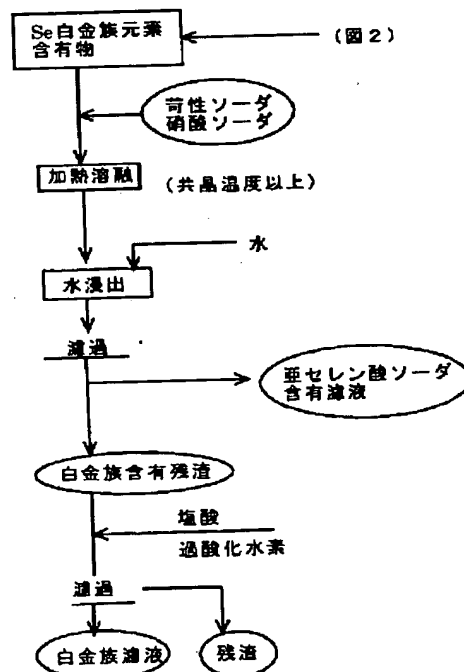 Se白金族元素
含有物
(図2)
苛性ソーダ
硝酸ソーダ
加熱溶融
(共晶温度以上)
水
水浸出
濾過
亜セレン酸ソーダ
含有濾液
白金族含有残渣
塩酸
過酸化水素
濾過
白金族濾液
残渣